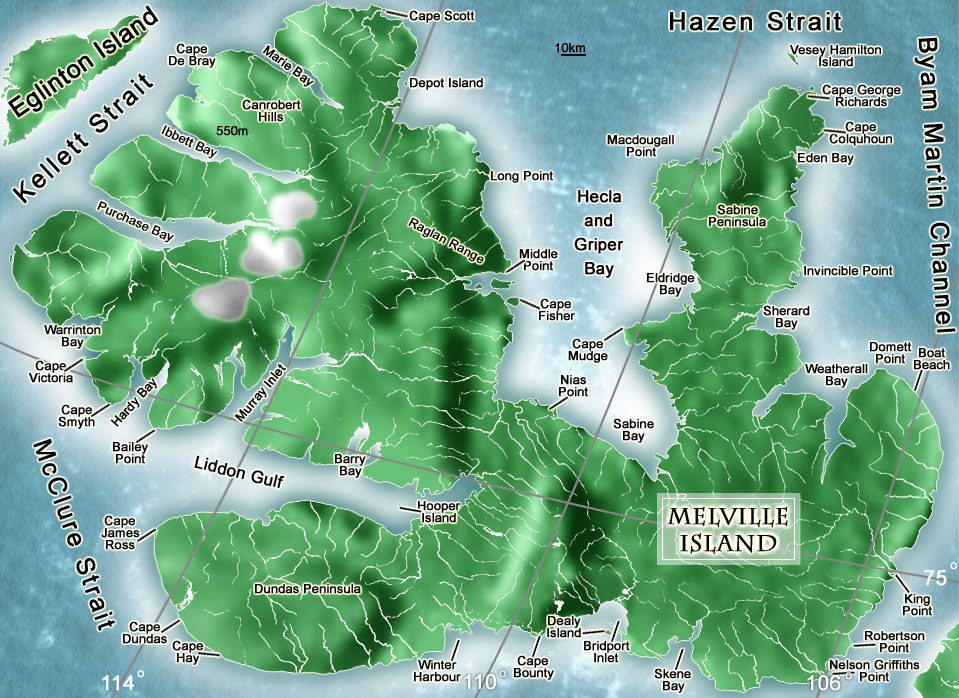 Hazen Strait
Eglinton Island
Kellett Strait
Cape
De Bray
Marie Bay
Cape Scott
10km
Vesey Hamilton
Island
Byam Martin Channel
Depot Island
Canrobert
Hills
550m
Ibbett Bay
Cape George
Richards
Cape
Colquhoun
Macdougall
Point
Eden Bay
Long Point
Hecla
and
Griper
Bay
Purchase Bay
Raglan Range
Sabine
Peninsula
Middle
Point
Eldridge
Bay
Invincible Point
Cape
Fisher
Sherard
Bay
Warrinton
Bay
Cape
Victoria
Cape
Mudge
Domett
Point
Boat
Beach
Weatherall
Bay
Hardy Bay
Murray Inlet
Nias
Point
Cape
Smyth
Bailey
Point
Sabine
Bay
McClure Strait
Liddon Gulf
Barry
Bay
Hooper
Island
MELVILLE
ISLAND
Cape
James
Ross
Dundas Peninsula
75°
King
Point
Cape
Dundas
Cape
Hay
Dealy
Island
Bridport
Inlet
Winter
Harbour
Cape
Bounty
Skene
Bay
Robertson
Point
Nelson Griffiths
Point
114°
110°
106°